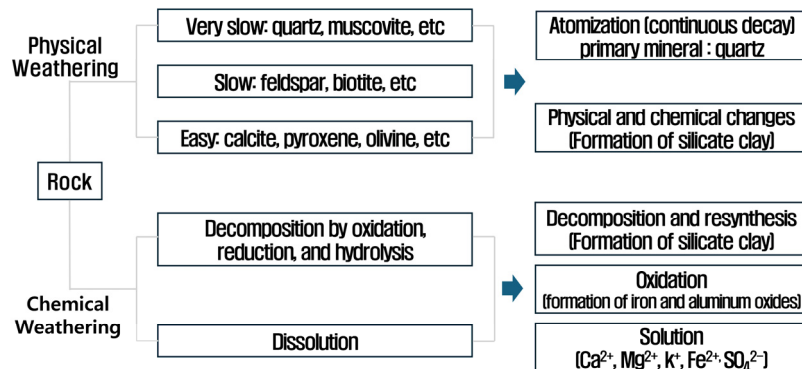 Physical
Weathering
Very slow: quartz, muscovite, etc
Slow: feldspar, biotite, etc
Easy: calcite, pyroxene, olivine, etc
Atomization (continuous decay)
primary mineral : quartz
Physical and chemical changes
(Formation of silicate clay)
Rock
Chemical
Weathering
Decomposition by oxidation,
reduction, and hydrolysis
Dissolution
Decomposition and resynthesis
(Formation of silicate clay)
Oxidation
(formation of iron and aluminum oxides)
Solution
(Ca²⁺, Mg²⁺, k⁺, Fe²⁺, SO₄²⁻)